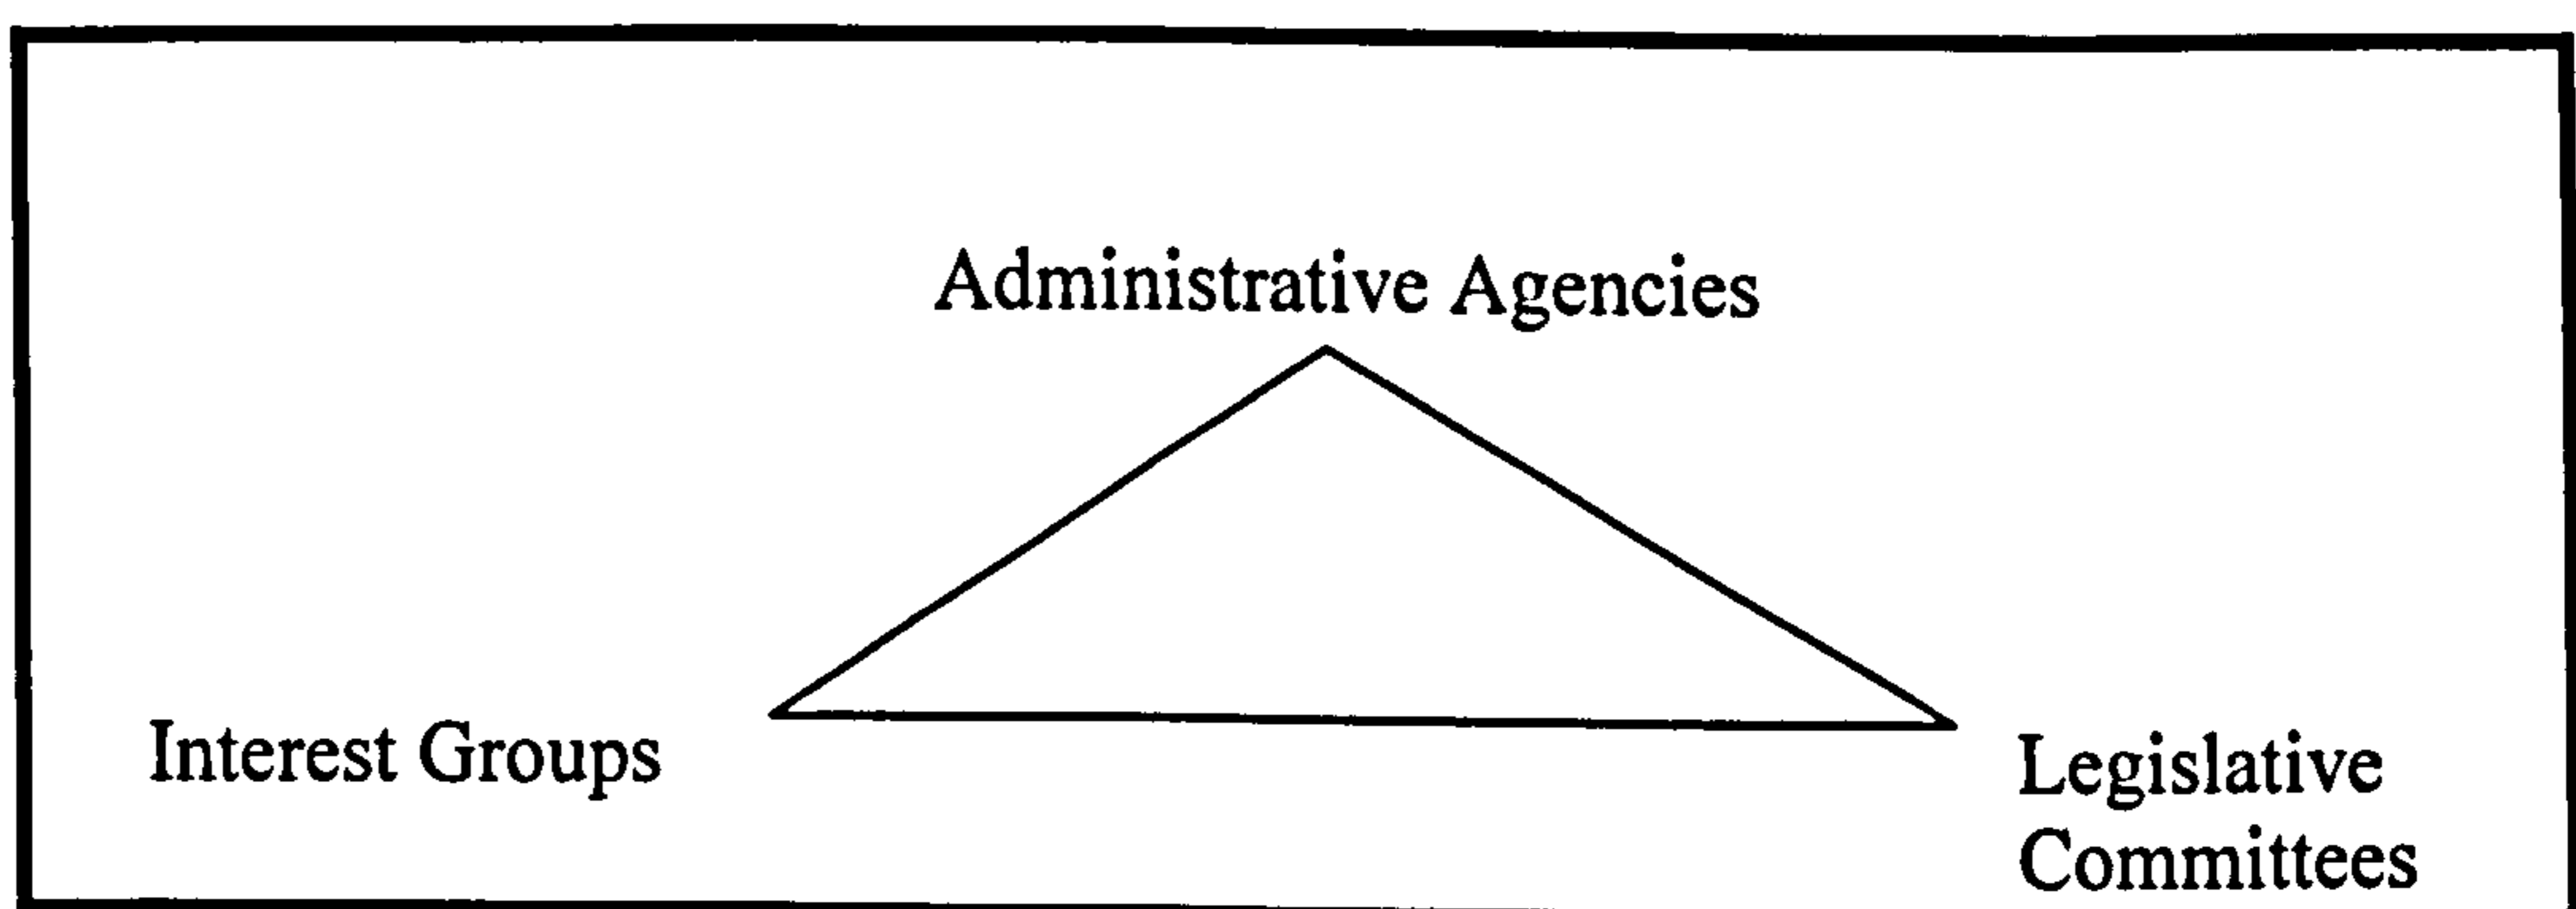 Administrative Agencies
Interest Groups
Legislative
Committees